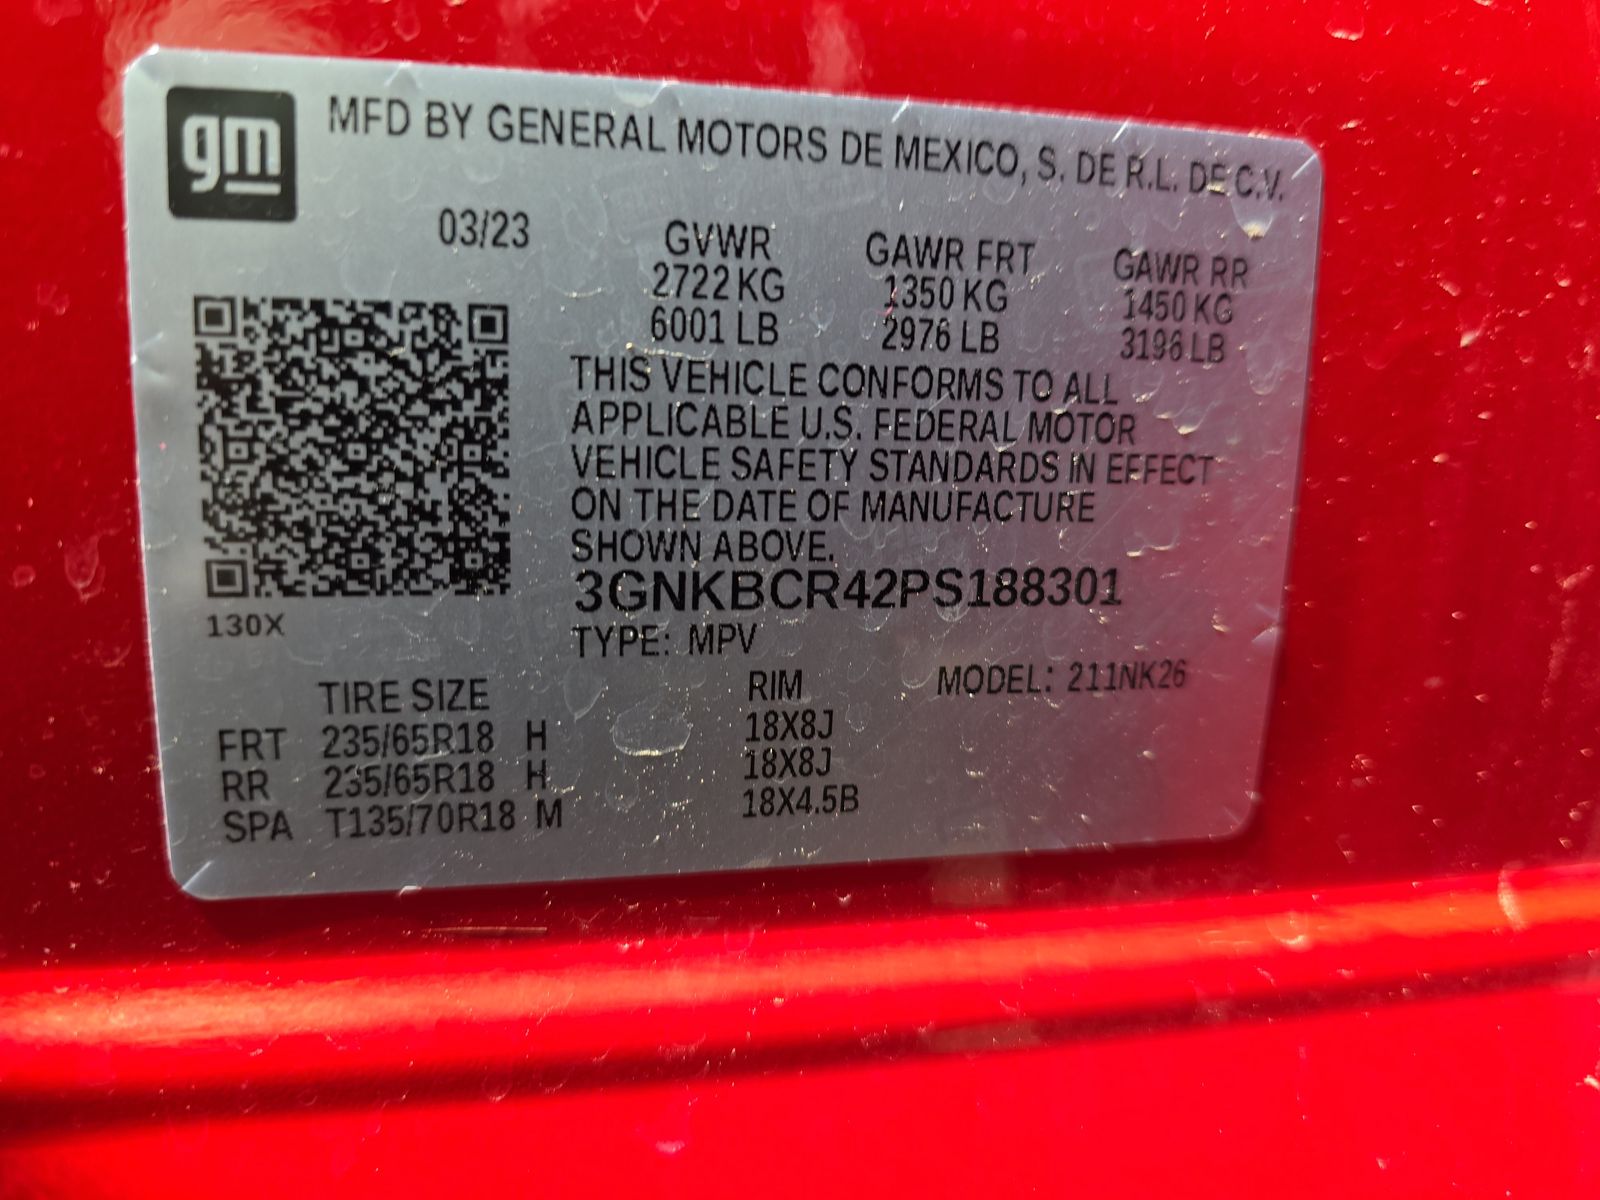 gm
MFD BY GENERAL MOTORS DE MEXICO, S. DE R.L. DE C.V.
03/23
GVWR GAWR FRT GAWR RR
2722 KG 1350 KG 1450 KG
6001 LB 2976 LB 3196 LB
THIS VEHICLE CONFORMS TO ALL
APPLICABLE U.S. FEDERAL MOTOR
VEHICLE SAFETY STANDARDS IN EFFECT
ON THE DATE OF MANUFACTURE
SHOWN ABOVE.
3GNKBCR42PS188301
130X
TYPE: MPV
TIRE SIZE RIM MODEL: 211NK26
FRT 235/65R18 H 18X8J
RR 235/65R18 H 18X8J
SPA T135/70R18 M 18X4.5B